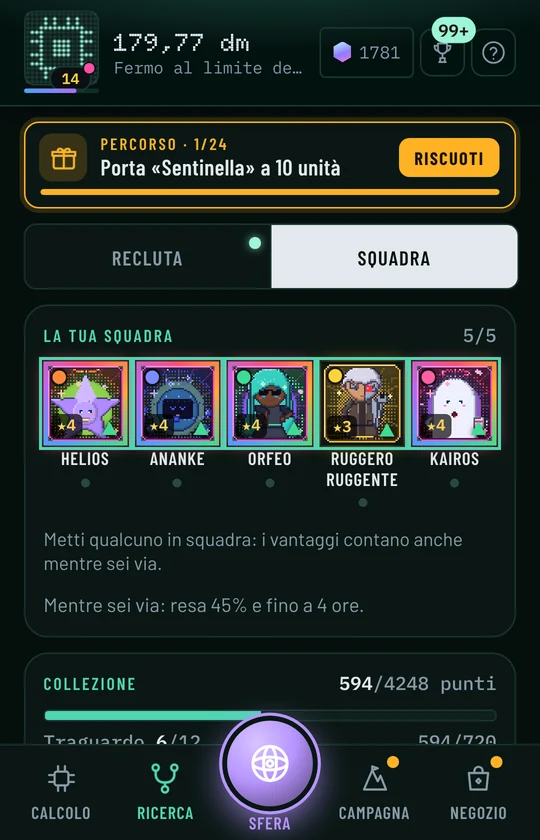 179,77 dm
99+
1781
Fermo al limite de…
14
PERCORSO · 1/24
Porta «Sentinella» a 10 unità
RISCUOTI
RECLUTA
SQUADRA
LA TUA SQUADRA
5/5
★4
★4
★4
★3
★4
HELIOS
ANANKE
ORFEO
RUGGERO
RUGGENTE
KAIROS
Metti qualcuno in squadra: i vantaggi contano anche
mentre sei via.
Mentre sei via: resa 45% e fino a 4 ore.
COLLEZIONE
594/4248 punti
Traguardo 6/12
594/720
CALCOLO
RICERCA
SFERA
CAMPAGNA
NEGOZIO